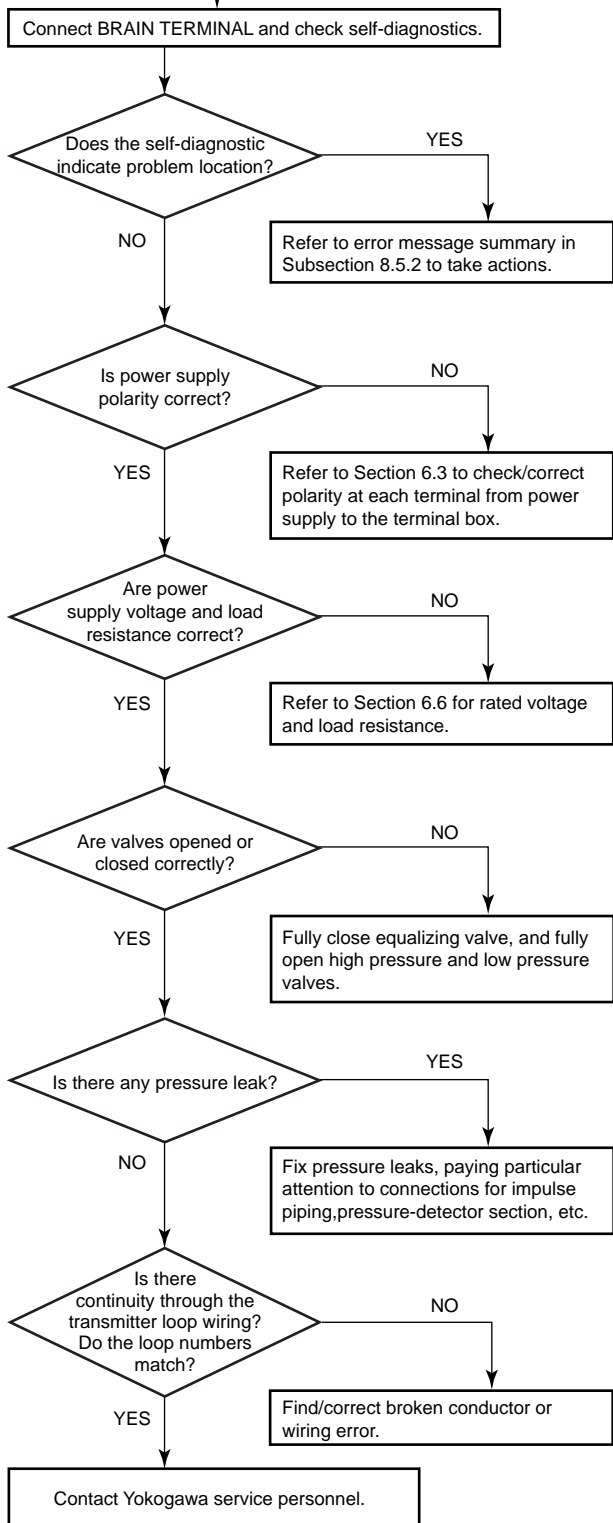 Connect BRAIN TERMINAL and check self-diagnostics.
Does the self-diagnostic
indicate problem location?
YES
NO
Refer to error message summary in
Subsection 8.5.2 to take actions.
Is power supply
polarity correct?
NO
YES
Refer to Section 6.3 to check/correct
polarity at each terminal from power
supply to the terminal box.
Are power
supply voltage and load
resistance correct?
NO
YES
Refer to Section 6.6 for rated voltage
and load resistance.
Are valves opened or
closed correctly?
NO
YES
Fully close equalizing valve, and fully
open high pressure and low pressure
valves.
Is there any pressure leak?
YES
NO
Fix pressure leaks, paying particular
attention to connections for impulse
piping,pressure-detector section, etc.
Is there
continuity through the
transmitter loop wiring?
Do the loop numbers
match?
NO
YES
Find/correct broken conductor or
wiring error.
Contact Yokogawa service personnel.